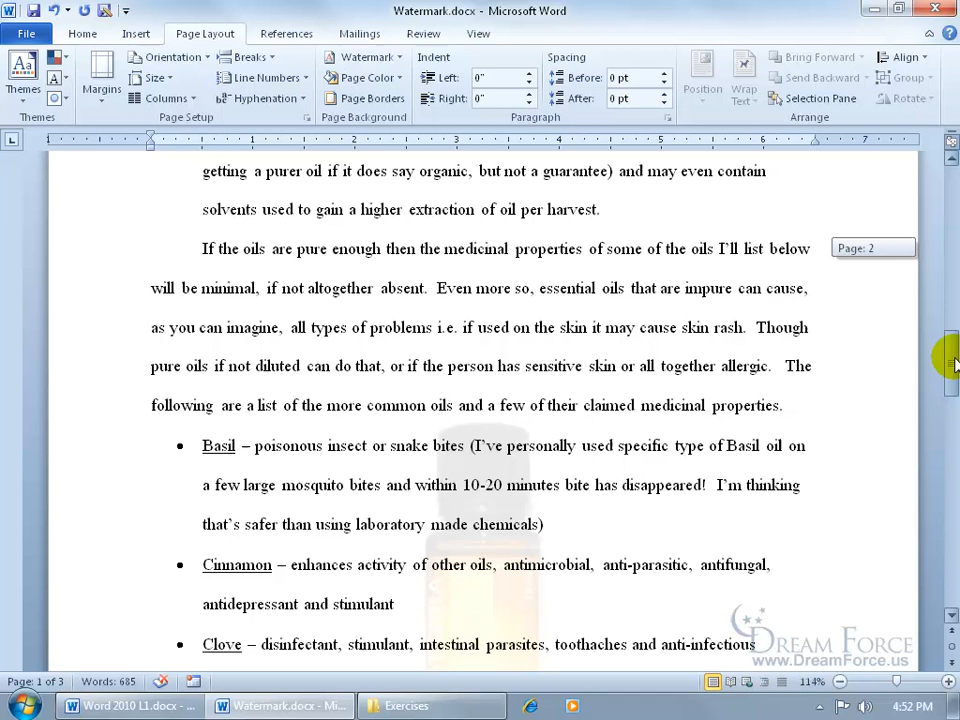 Watermark.docx - Microsoft Word
File
Home
Insert
Page Layout
References
Mailings
Review
View
Themes
Margins
Orientation
Size
Columns
Breaks
Line Numbers
Hyphenation
Watermark
Page Color
Page Borders
Indent
Left: 0"
Right: 0"
Spacing
Before: 0 pt
After: 0 pt
Position
Wrap Text
Bring Forward
Send Backward
Selection Pane
Align
Group
Rotate
Themes
Page Setup
Page Background
Paragraph
Arrange
1 1 2 3 4 5 6 7
getting a purer oil if it does say organic, but not a guarantee) and may even contain
solvents used to gain a higher extraction of oil per harvest.
If the oils are pure enough then the medicinal properties of some of the oils I'll list below
Page: 2
will be minimal, if not altogether absent. Even more so, essential oils that are impure can cause,
as you can imagine, all types of problems i.e. if used on the skin it may cause skin rash. Though
pure oils if not diluted can do that, or if the person has sensitive skin or all together allergic. The
following are a list of the more common oils and a few of their claimed medicinal properties.
• Basil – poisonous insect or snake bites (I've personally used specific type of Basil oil on
a few large mosquito bites and within 10-20 minutes bite has disappeared! I'm thinking
that's safer than using laboratory made chemicals)
• Cinnamon – enhances activity of other oils, antimicrobial, anti-parasitic, antifungal,
antidepressant and stimulant
• Clove – disinfectant, stimulant, intestinal parasites, toothaches and anti-infectious
DREAM FORCE
www.DreamForce.us
Page: 1 of 3
Words: 685
114%
Word 2010 L1.docx - ...
Watermark.docx - Mi...
Exercises
4:52 PM